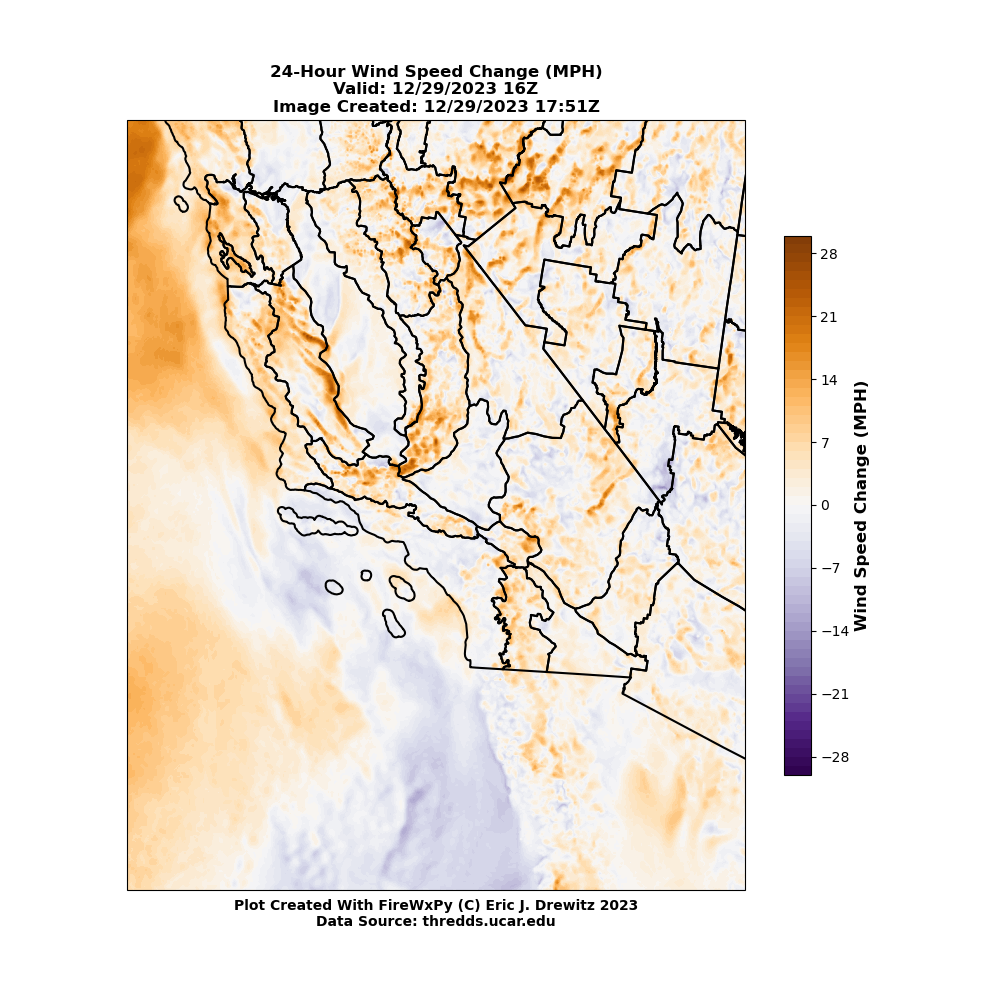 24-Hour Wind Speed Change (MPH)
Valid: 12/29/2023 16Z
Image Created: 12/29/2023 17:51Z
28
21
14
7
0
−7
−14
−21
−28
Wind Speed Change (MPH)
Plot Created With FireWxPy (C) Eric J. Drewitz 2023
Data Source: thredds.ucar.edu